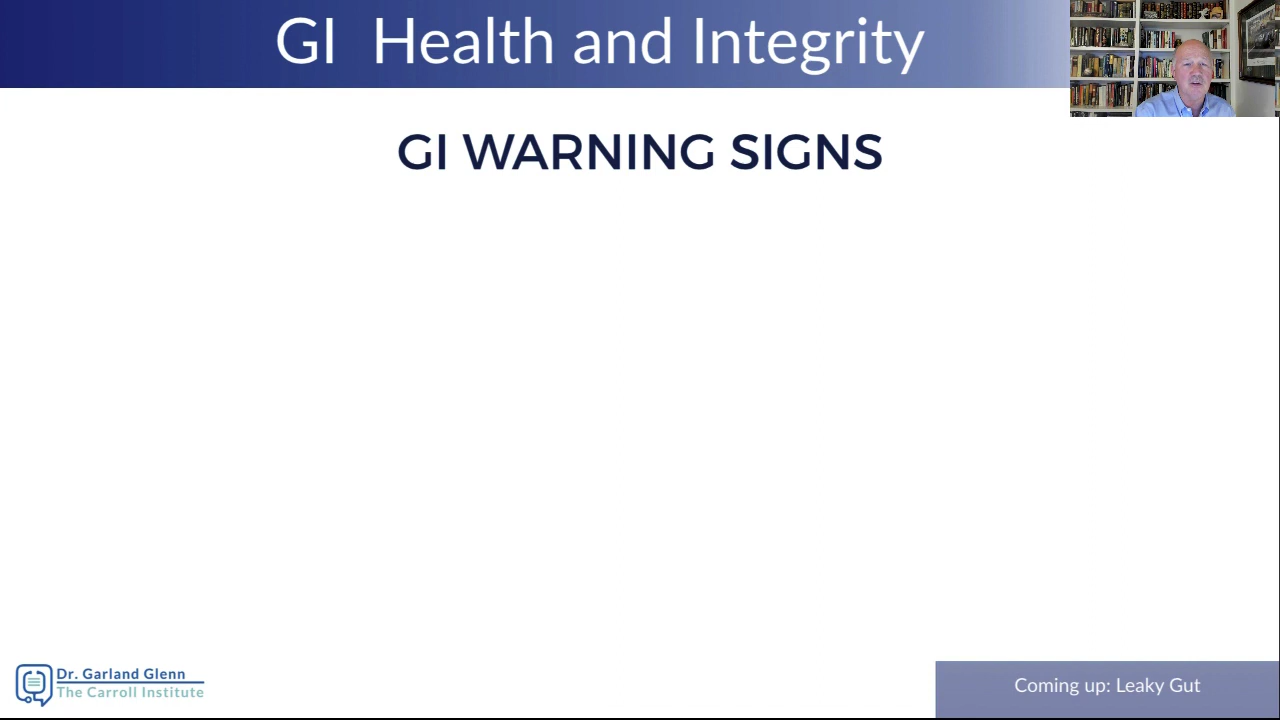 GI Health and Integrity
GI WARNING SIGNS
Dr. Garland Glenn
The Carroll Institute
Coming up: Leaky Gut